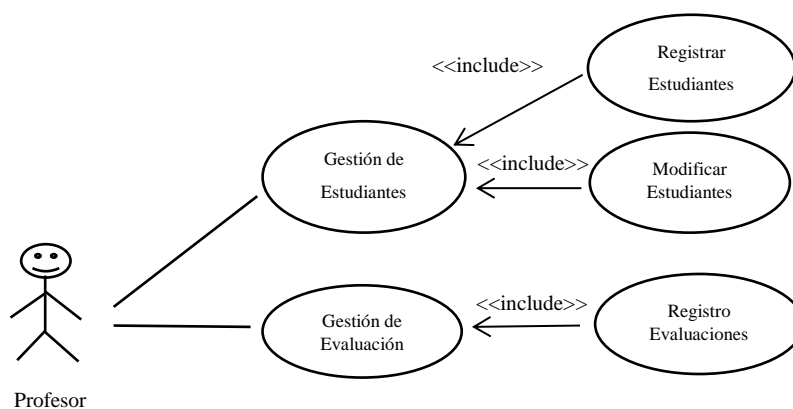 Registrar
Estudiantes
<<include>>
Gestión de
Estudiantes
<<include>>
Modificar
Estudiantes
<<include>>
Gestión de
Evaluación
Registro
Evaluaciones
Profesor